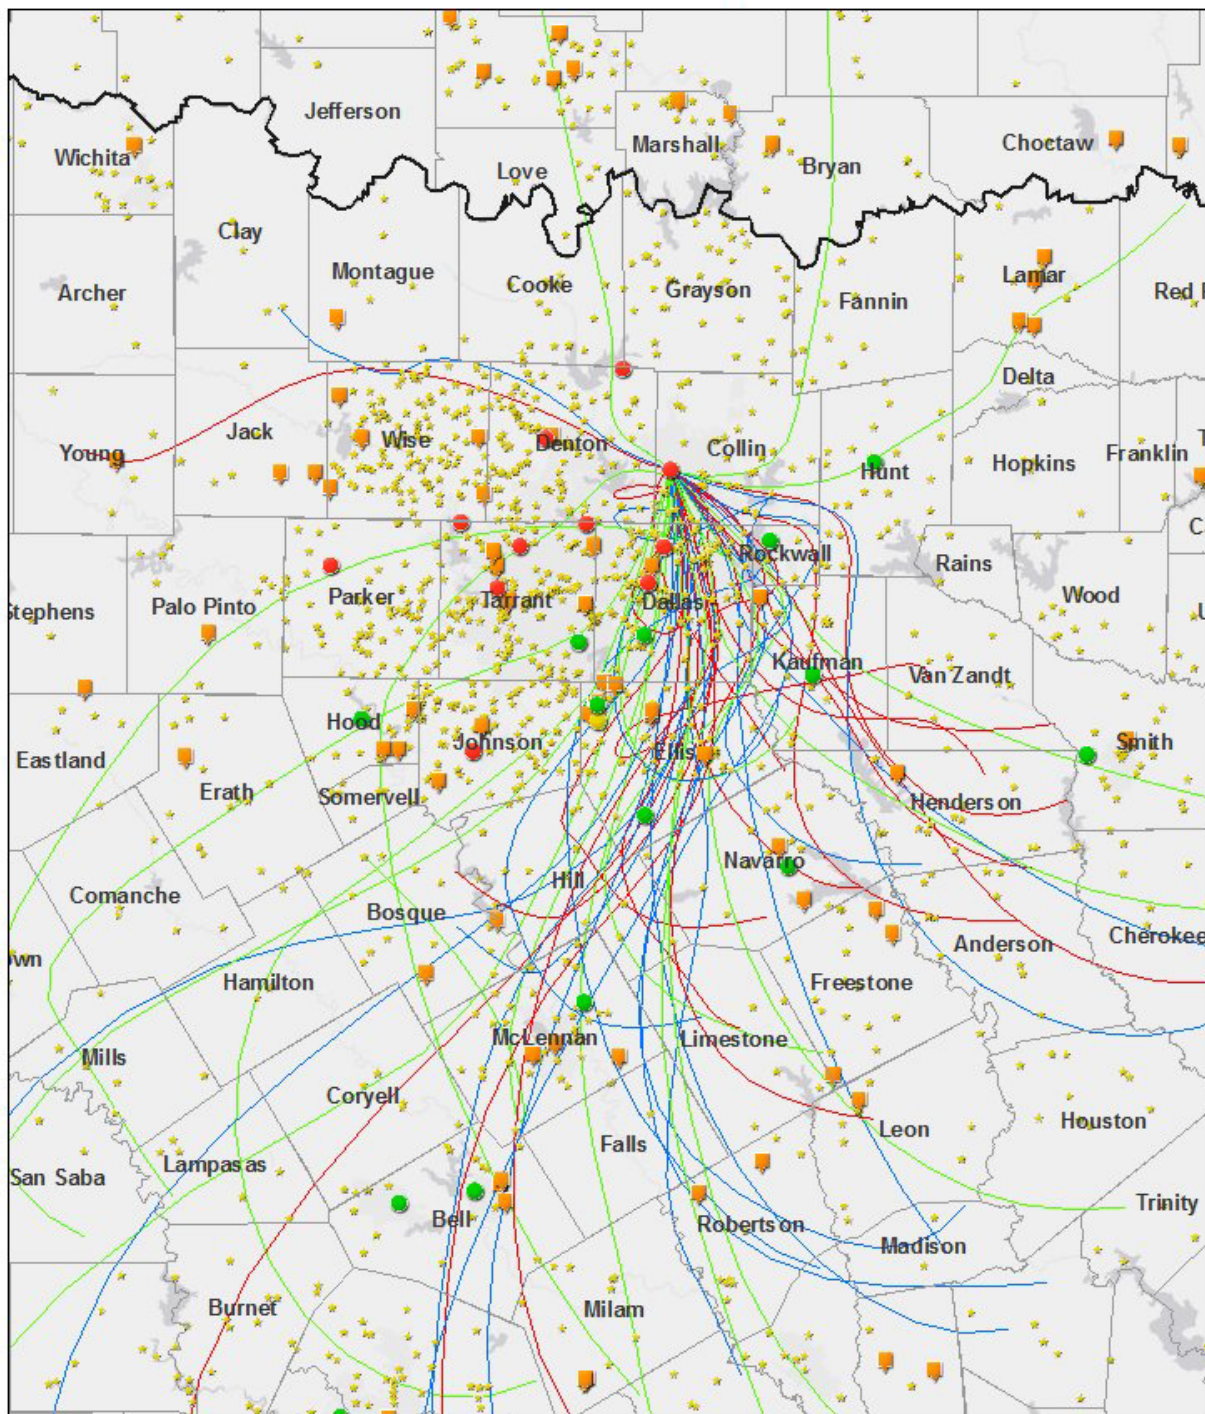 Jefferson
Wichita
Love
Marshall
Bryan
Choctaw
Clay
Montague
Cooke
Grayson
Fannin
Lamar
Archer
Red
Delta
Young
Jack
Wise
Denton
Collin
Hunt
Hopkins
Franklin
Stephens
Palo Pinto
Parker
Tarrant
Dallas
Rockwall
Rains
Wood
Kaufman
Van Zandt
Hood
Johnson
Ellis
Smith
Eastland
Erath
Somervell
Henderson
Comanche
Bosque
Hill
Navarro
Anderson
Cherokee
own
Hamilton
Freestone
Mills
McLennan
Limestone
Coryell
Falls
Leon
Houston
San Saba
Lampasas
Bell
Robertson
Madison
Trinity
Burnet
Milam